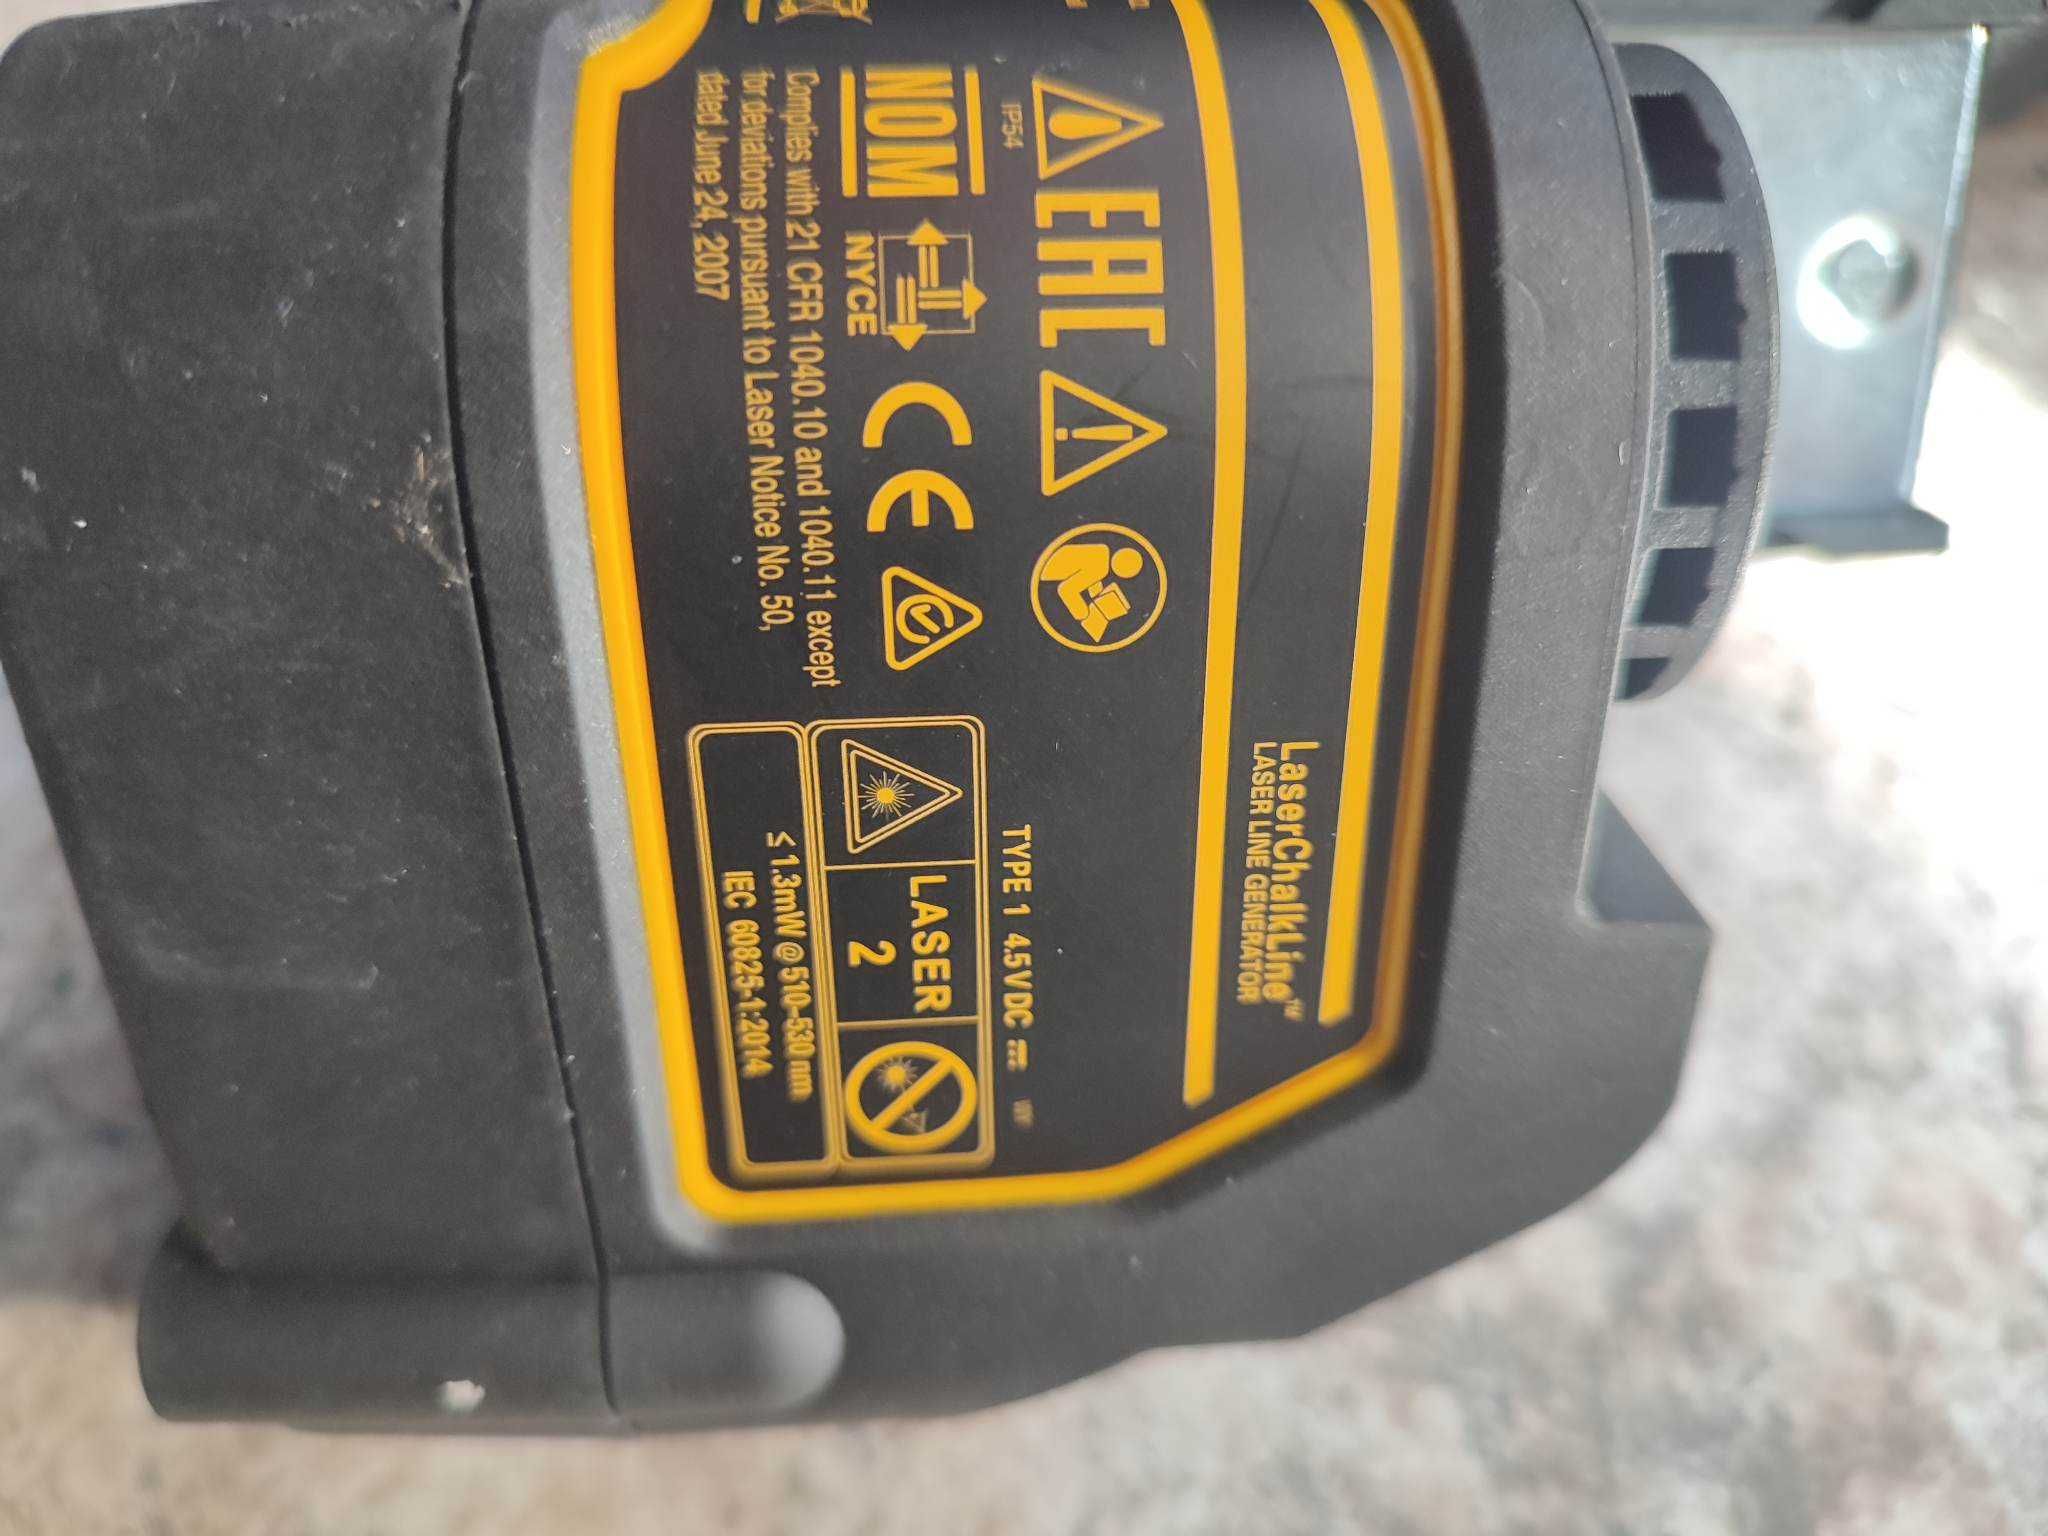 LaserChalkLine™
LASER LINE GENERATOR
EAC
IP54
TYPE 1 4.5V DC
NOM
NYCE
CE
LASER
2
Complies with 21 CFR 1040.10 and 1040.11 except
for deviations pursuant to Laser Notice No. 50,
dated June 24, 2007
≤ 1.3mW @ 510-530 nm
IEC 60825-1:2014